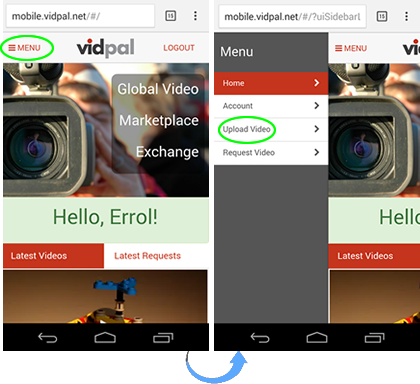 mobile.vidpal.net/#/
15
MENU
vidpal
LOGOUT
Global Video
Marketplace
Exchange
Hello, Errol!
Latest Videos
Latest Requests
mobile.vidpal.net/#/?uiSidebarL
15
Menu
Home
Account
Upload Video
Request Video
MENU
Hello
Latest Videos